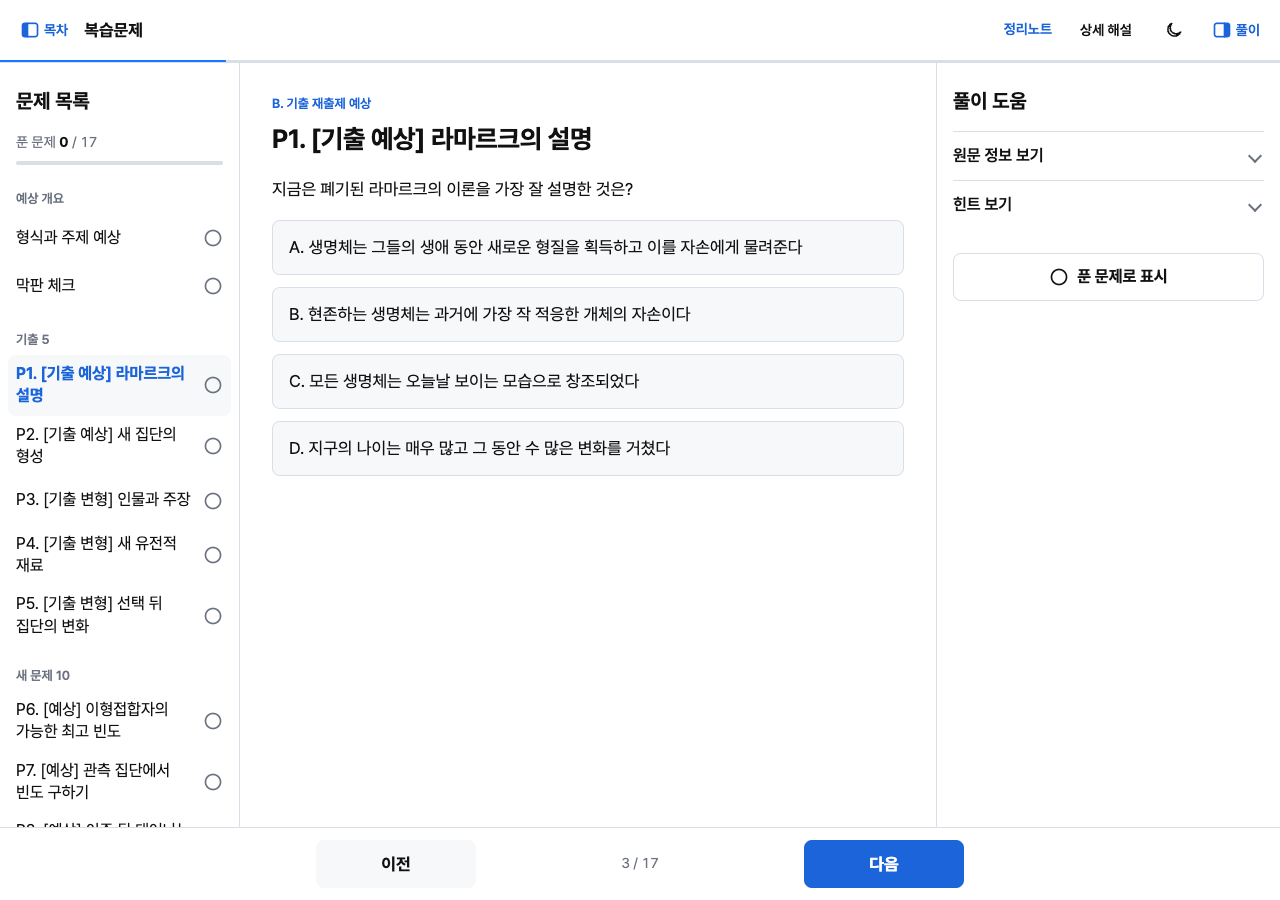 목차
복습문제
정리노트
상세 해설
풀이
문제 목록
푼 문제 0 / 17
예상 개요
형식과 주제 예상
막판 체크
기출 5
P1. [기출 예상] 라마르크의
설명
P2. [기출 예상] 새 집단의
형성
P3. [기출 변형] 인물과 주장
P4. [기출 변형] 새 유전적
재료
P5. [기출 변형] 선택 뒤
집단의 변화
새 문제 10
P6. [예상] 이형접합자의
가능한 최고 빈도
P7. [예상] 관측 집단에서
빈도 구하기
B. 기출 재출제 예상
P1. [기출 예상] 라마르크의 설명
지금은 폐기된 라마르크의 이론을 가장 잘 설명한 것은?
A. 생명체는 그들의 생애 동안 새로운 형질을 획득하고 이를 자손에게 물려준다
B. 현존하는 생명체는 과거에 가장 작 적응한 개체의 자손이다
C. 모든 생명체는 오늘날 보이는 모습으로 창조되었다
D. 지구의 나이는 매우 많고 그 동안 수 많은 변화를 거쳤다
풀이 도움
원문 정보 보기
힌트 보기
푼 문제로 표시
이전
3 / 17
다음